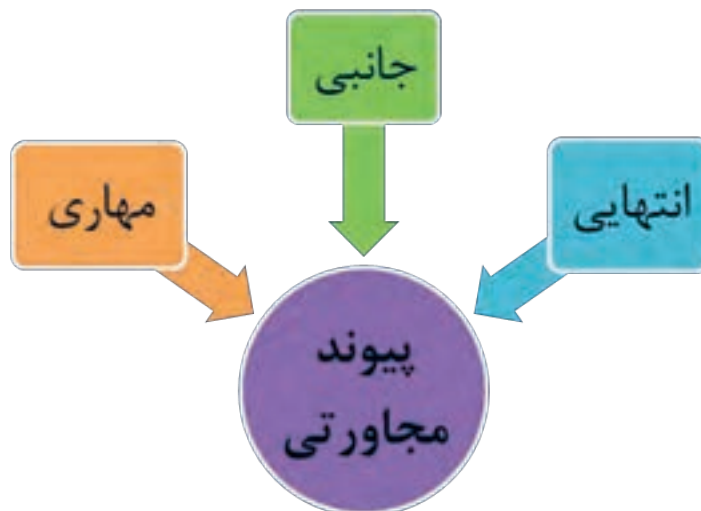 جانبی
انتهایی
مهاری
پیوند
مجاورتی